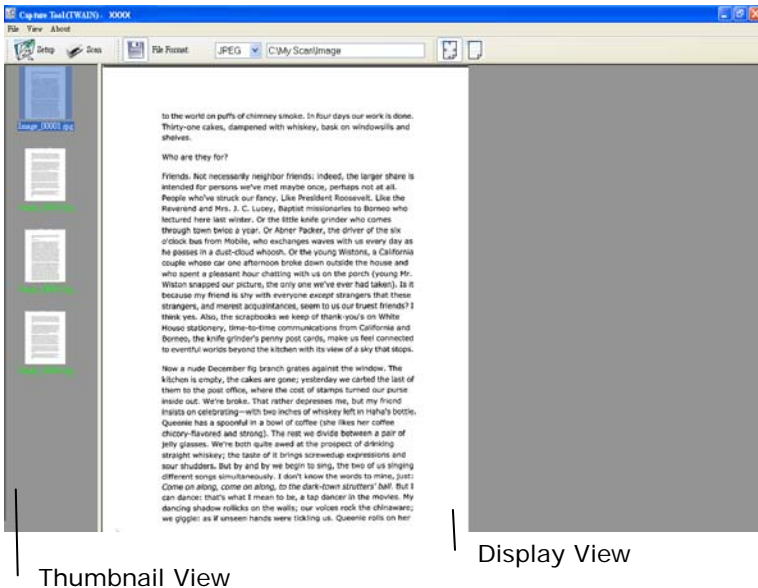 Capture Tool(TWAIN) - XXXX
File View About
Setup Scan File Format JPEG C:\My Scan\Image
Image_00001.jpg
to the world on puffs of chimney smoke. In four days our work is done.
Thirty-one cakes, dampened with whiskey, bask on windowsills and
shelves.
Who are they for?
Friends. Not necessarily neighbor friends: indeed, the larger share is
intended for persons we've met maybe once, perhaps not at all.
People who've struck our fancy. Like President Roosevelt. Like the
Reverend and Mrs. J. C. Lucey, Baptist missionaries to Borneo who
lectured here last winter. Or the little knife grinder who comes
through town twice a year. Or Abner Packer, the driver of the six
o'clock bus from Mobile, who exchanges waves with us every day as
he passes in a dust-cloud whoosh. Or the young Wistons, a California
couple whose car one afternoon broke down outside the house and
who spent a pleasant hour chatting with us on the porch (young Mr.
Wiston snapped our picture, the only one we've ever had taken). Is it
because my friend is shy with everyone except strangers that these
strangers, and merest acquaintances, seem to us our truest friends? I
think yes. Also, the scrapbooks we keep of thank-you's on White
House stationery, time-to-time communications from California and
Borneo, the knife grinder's penny post cards, make us feel connected
to eventful worlds beyond the kitchen with its view of a sky that stops.
Now a nude December fig branch grates against the window. The
kitchen is empty, the cakes are gone; yesterday we carted the last of
them to the post office, where the cost of stamps turned our purse
inside out. We're broke. That rather depresses me, but my friend
insists on celebrating—with two inches of whiskey left in Haha's bottle.
Queenie has a spoonful in a bowl of coffee (she likes her coffee
chicory-flavored and strong). The rest we divide between a pair of
jelly glasses. We're both quite awed at the prospect of drinking
straight whiskey; the taste of it brings screwedup expressions and
sour shudders. But by and by we begin to sing, the two of us singing
different songs simultaneously. I don't know the words to mine, just:
Come on along, come on along, to the dark-town strutters' ball. But I
can dance: that's what I mean to be, a tap dancer in the movies. My
dancing shadow rollicks on the walls; our voices rock the chinaware;
we giggle: as if unseen hands were tickling us. Queenie rolls on her
Display View
Thumbnail View